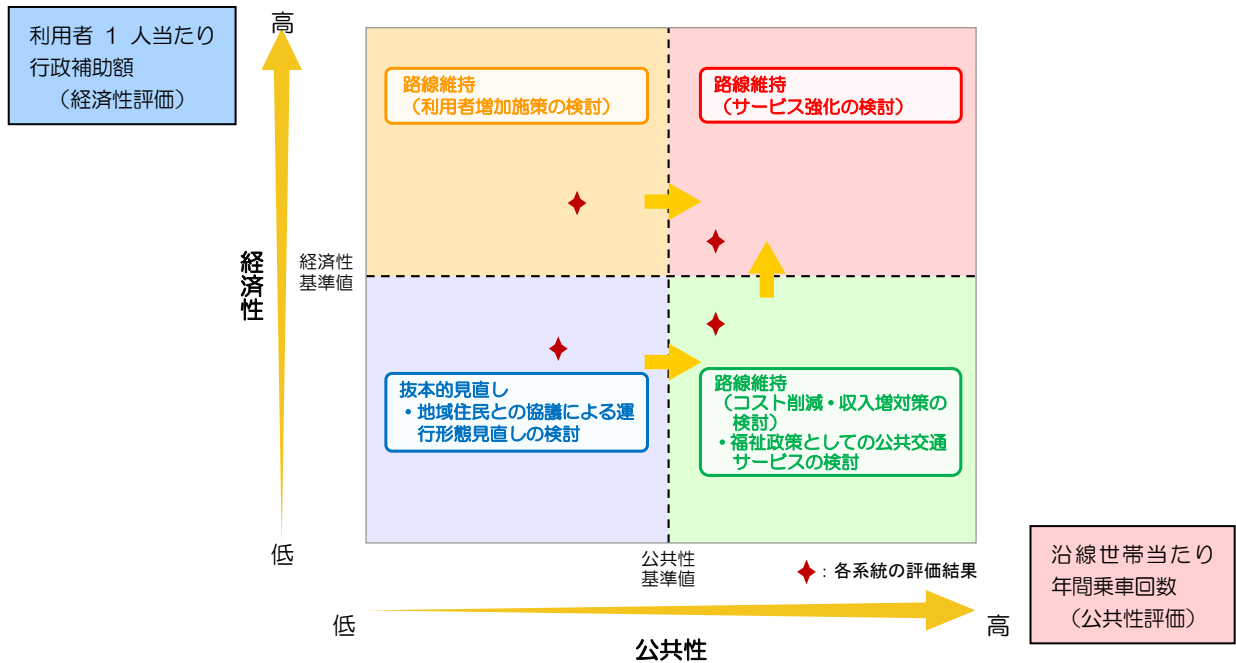 利用者 1 人当たり
行政補助額
（経済性評価）
高
路線維持
（利用者増加施策の検討）
路線維持
（サービス強化の検討）
経済性
経済性
基準値
抜本的見直し
・地域住民との協議による運
行形態見直しの検討
路線維持
（コスト削減・収入増対策の
検討）
・福祉政策としての公共交通
サービスの検討
低
公共性
基準値
：各系統の評価結果
沿線世帯当たり
年間乗車回数
（公共性評価）
低
高
公共性